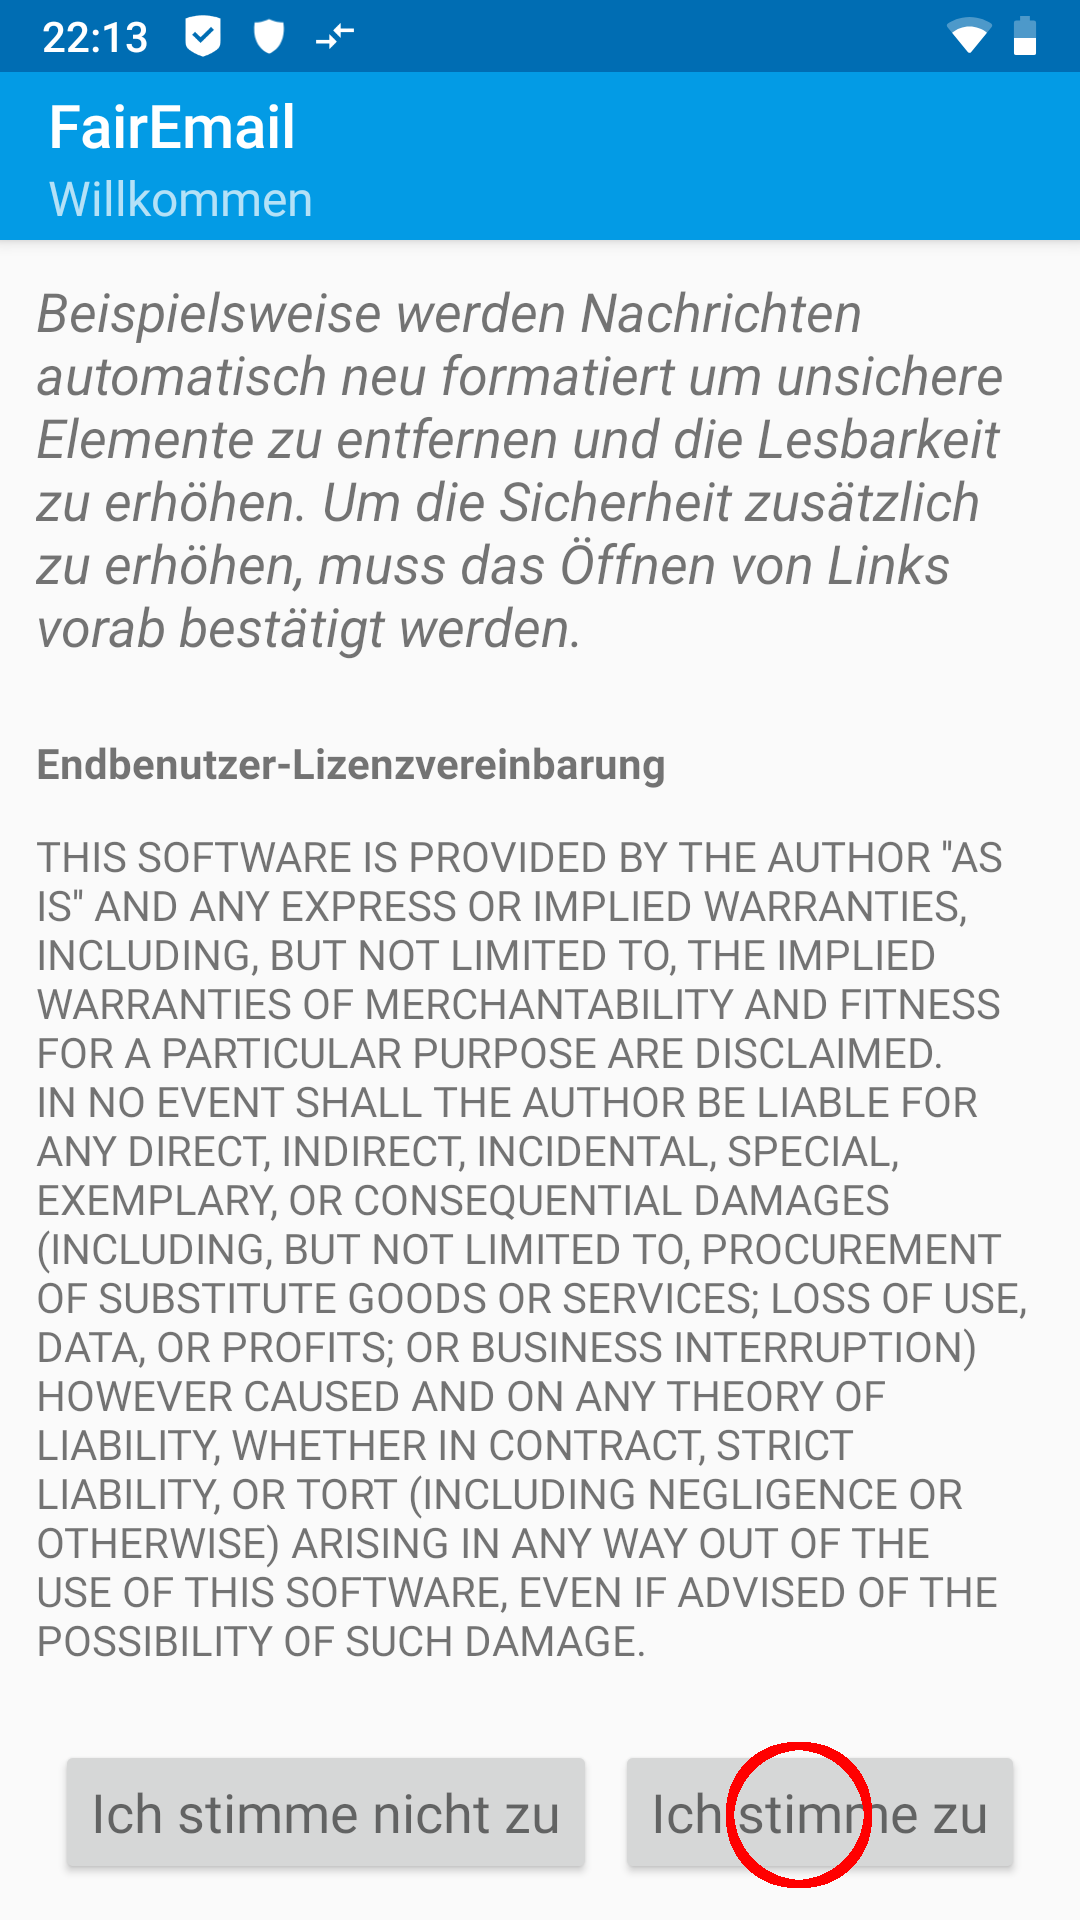 22:13
FairEmail
Willkommen
Beispielsweise werden Nachrichten
automatisch neu formatiert um unsichere
Elemente zu entfernen und die Lesbarkeit
zu erhöhen. Um die Sicherheit zusätzlich
zu erhöhen, muss das Öffnen von Links
vorab bestätigt werden.
Endbenutzer-Lizenzvereinbarung
THIS SOFTWARE IS PROVIDED BY THE AUTHOR "AS
IS" AND ANY EXPRESS OR IMPLIED WARRANTIES,
INCLUDING, BUT NOT LIMITED TO, THE IMPLIED
WARRANTIES OF MERCHANTABILITY AND FITNESS
FOR A PARTICULAR PURPOSE ARE DISCLAIMED.
IN NO EVENT SHALL THE AUTHOR BE LIABLE FOR
ANY DIRECT, INDIRECT, INCIDENTAL, SPECIAL,
EXEMPLARY, OR CONSEQUENTIAL DAMAGES
(INCLUDING, BUT NOT LIMITED TO, PROCUREMENT
OF SUBSTITUTE GOODS OR SERVICES; LOSS OF USE,
DATA, OR PROFITS; OR BUSINESS INTERRUPTION)
HOWEVER CAUSED AND ON ANY THEORY OF
LIABILITY, WHETHER IN CONTRACT, STRICT
LIABILITY, OR TORT (INCLUDING NEGLIGENCE OR
OTHERWISE) ARISING IN ANY WAY OUT OF THE
USE OF THIS SOFTWARE, EVEN IF ADVISED OF THE
POSSIBILITY OF SUCH DAMAGE.
Ich stimme nicht zu
Ich stimme zu